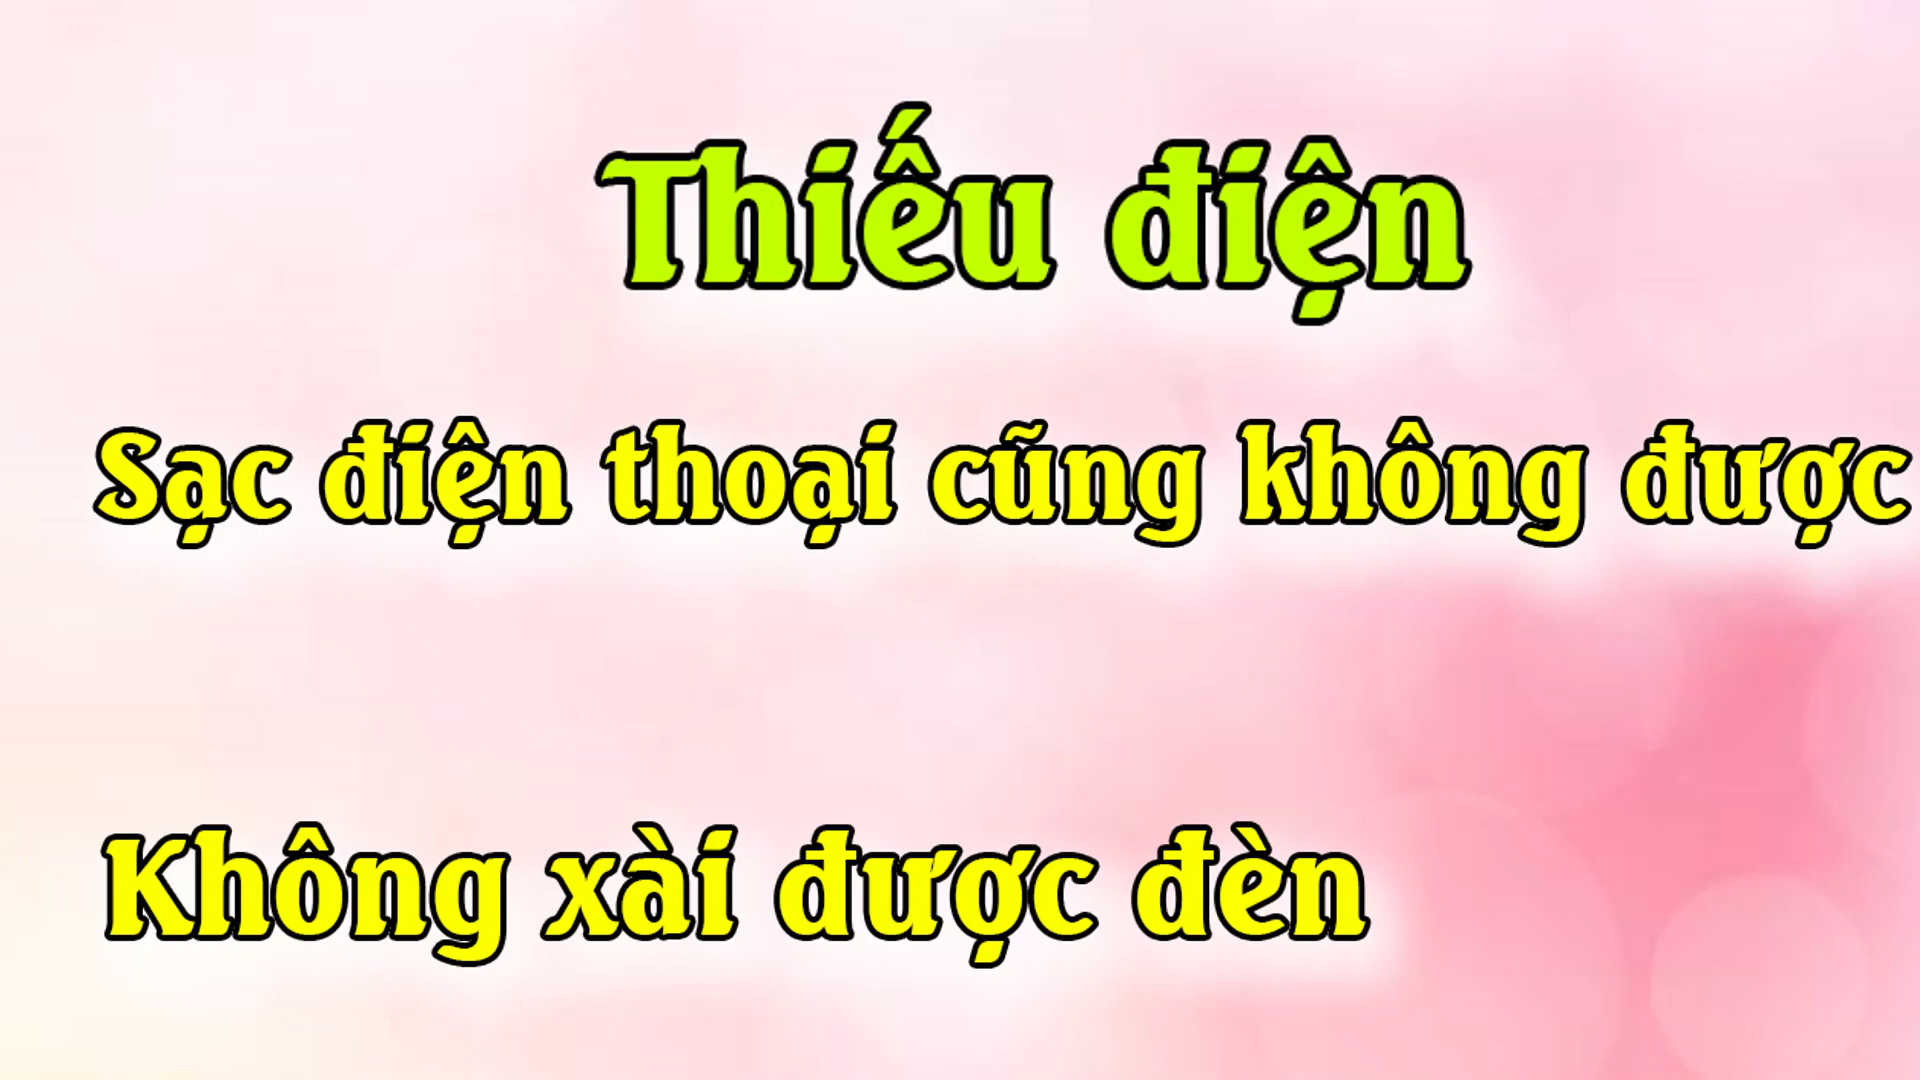 Thiếu điện
Sạc điện thoại cũng không được
Không xài được đèn